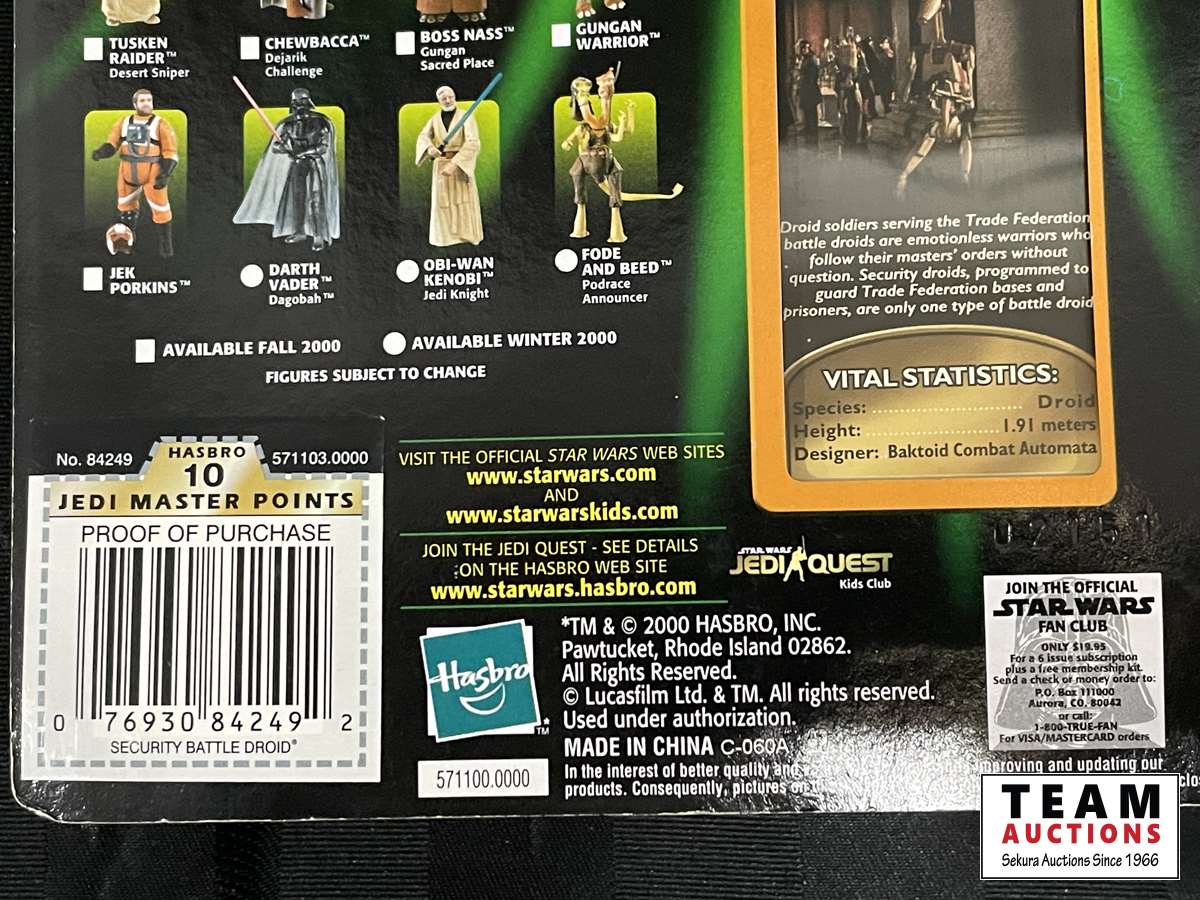 TUSKEN
RAIDER™
Desert Sniper
CHEWBACCA™
Dejarik
Challenge
BOSS NASS™
Gungan
Sacred Place
GUNGAN
WARRIOR™
JEK
PORKINS™
DARTH
VADER™
Dagobah™
OBI-WAN
KENOBI™
Jedi Knight
FODE
AND BEED™
Podrace
Announcer
AVAILABLE FALL 2000
AVAILABLE WINTER 2000
FIGURES SUBJECT TO CHANGE
Droid soldiers serving the Trade Federation
battle droids are emotionless warriors who
follow their masters' orders without
question. Security droids, programmed to
guard Trade Federation bases and
prisoners, are only one type of battle droid
VITAL STATISTICS:
Species: Droid
Height: 1.91 meters
Designer: Baktoid Combat Automata
No. 84249
HASBRO
10
571103.0000
JEDI MASTER POINTS
PROOF OF PURCHASE
0 76930 84249 2
SECURITY BATTLE DROID®
VISIT THE OFFICIAL STAR WARS WEB SITES
www.starwars.com
AND
www.starwarskids.com
JOIN THE JEDI QUEST - SEE DETAILS
ON THE HASBRO WEB SITE
www.starwars.hasbro.com
STAR WARS
JEDI QUEST
Kids Club
Hasbro
™*
571100.0000
*TM & © 2000 HASBRO, INC.
Pawtucket, Rhode Island 02862.
All Rights Reserved.
© Lucasfilm Ltd. & TM. All rights reserved.
Used under authorization.
MADE IN CHINA C-060A
In the interest of better quality and improving and updating our
products. Consequently, pictures on
JOIN THE OFFICIAL
STAR WARS
FAN CLUB
ONLY $19.95
For a 6 issue subscription
plus a free membership kit.
Send a check or money order to:
P.O. Box 111000
Aurora, CO. 80042
or call:
1-800-TRUE-FAN
For VISA/MASTERCARD orders
TEAM
AUCTIONS
Sekura Auctions Since 1966